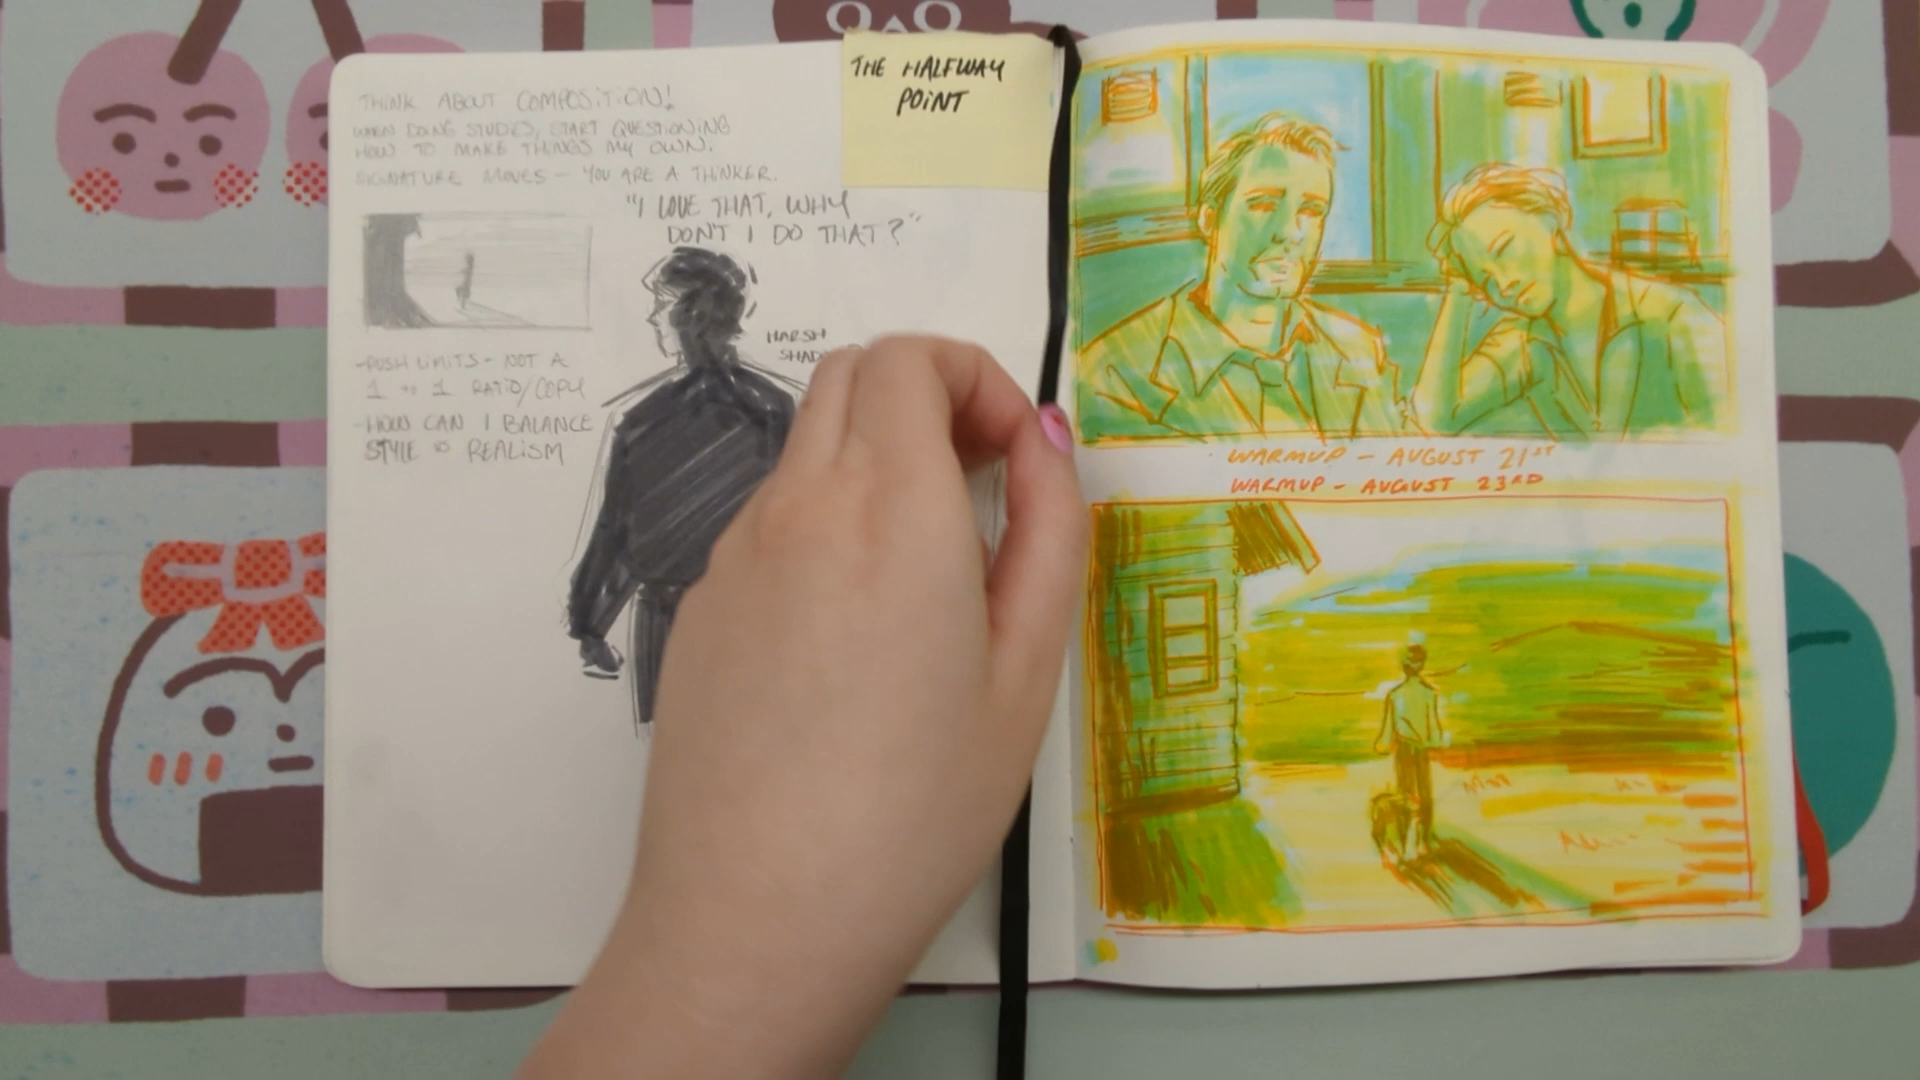 THE HALFWAY
POINT
THINK ABOUT COMPOSITION!
WHEN DOING STUDIES, START QUESTIONING
HOW TO MAKE THINGS MY OWN.
SIGNATURE MOVES – YOU ARE A THINKER.
"I LOVE THAT, WHY
DON'T I DO THAT?"
HARSH
-PUSH LIMITS - NOT A
1 to 1 RATIO/COPY
-HOW CAN I BALANCE
STYLE REALISM
WARMUP - AUGUST 21ST
WARMUP - AUGUST 23RD